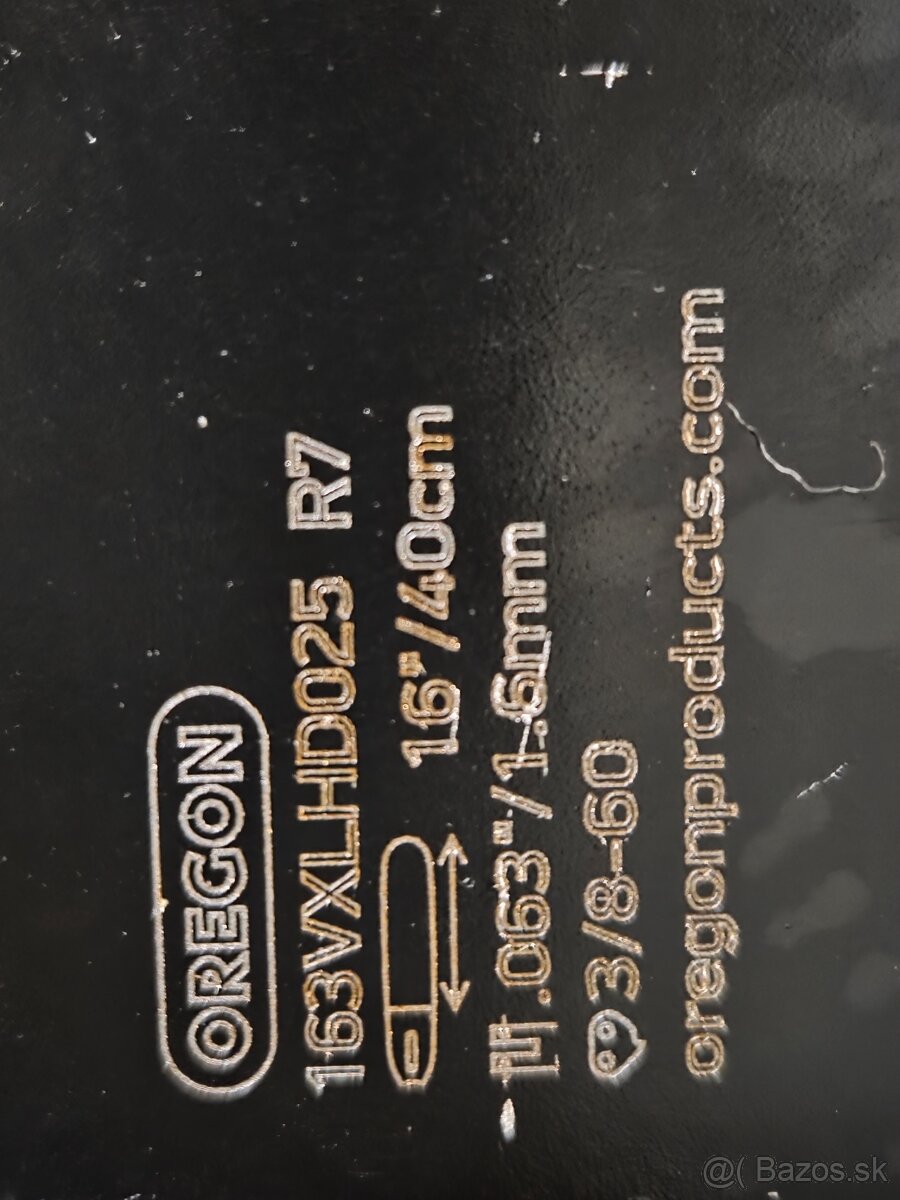 OREGON
163VXLHD025 R7
16"/40cm
.063"/1.6mm
3/8-60
oregonproducts.com
@( Bazos.sk